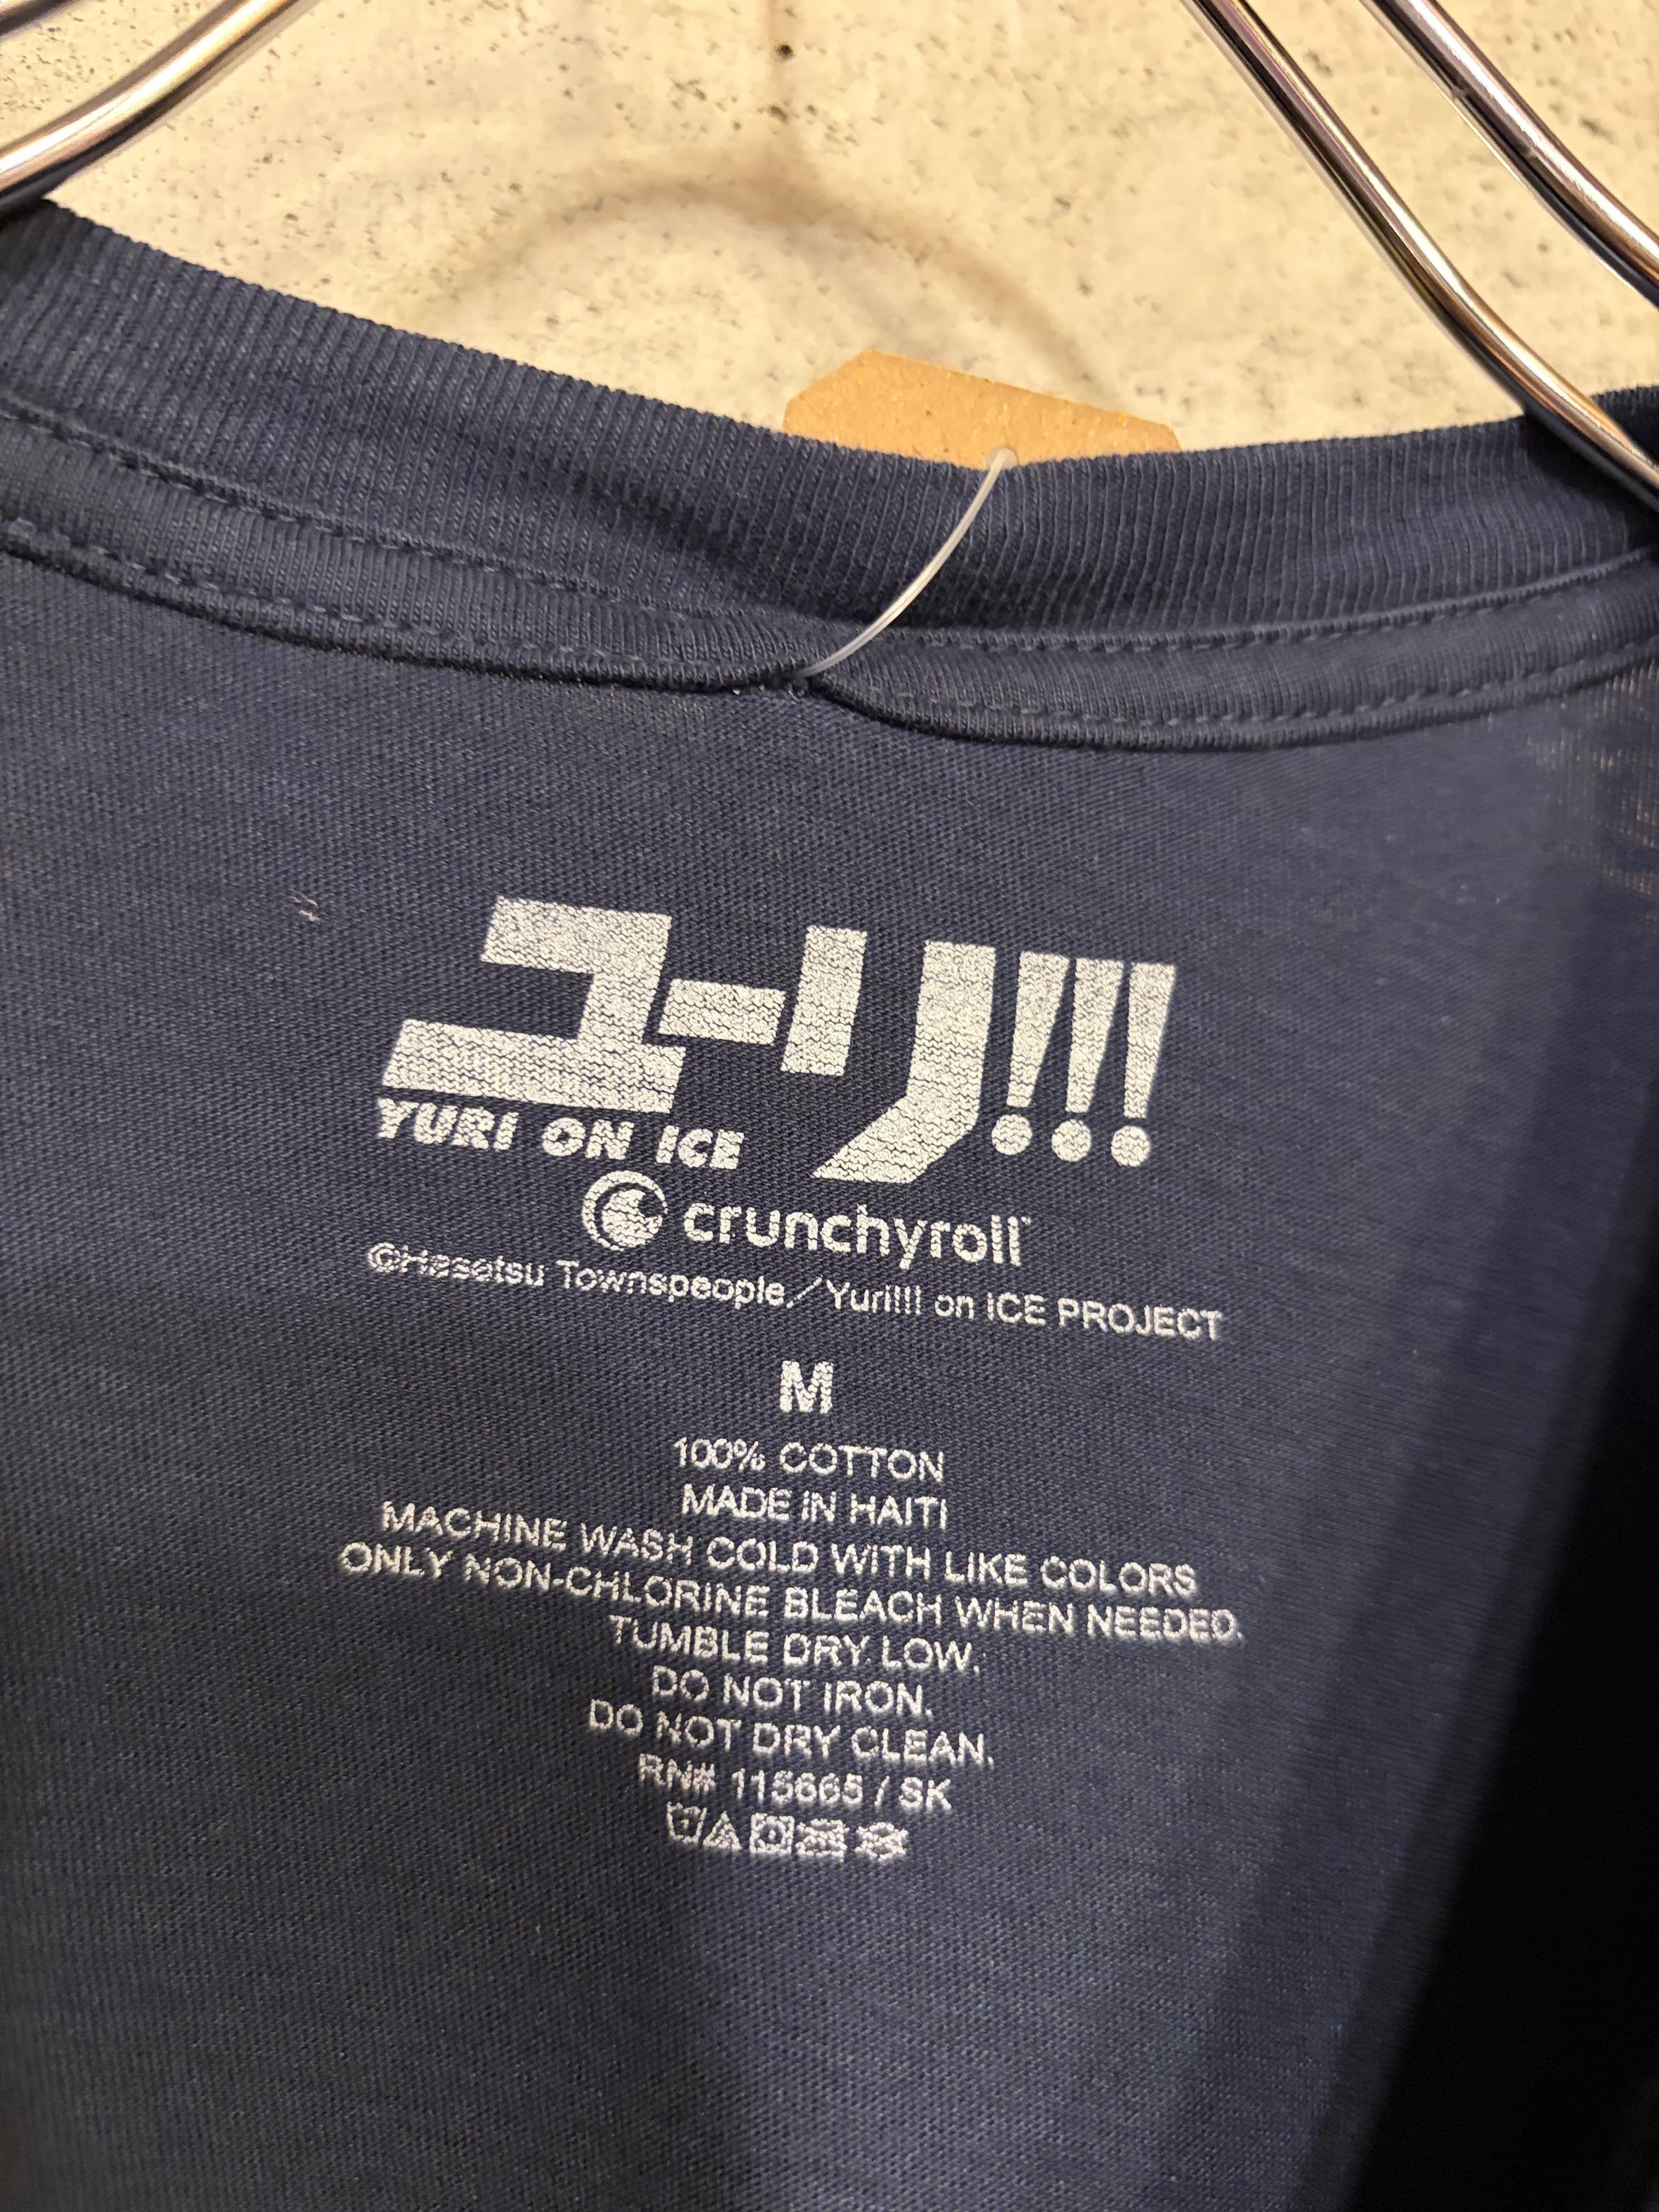 ユーリ!!!
YURI ON ICE
crunchyroll
©Hasetsu Townspeople／Yuri!!! on ICE PROJECT
M
100% COTTON
MADE IN HAITI
MACHINE WASH COLD WITH LIKE COLORS
ONLY NON-CHLORINE BLEACH WHEN NEEDED.
TUMBLE DRY LOW.
DO NOT IRON.
DO NOT DRY CLEAN.
RN# 115665 / SK